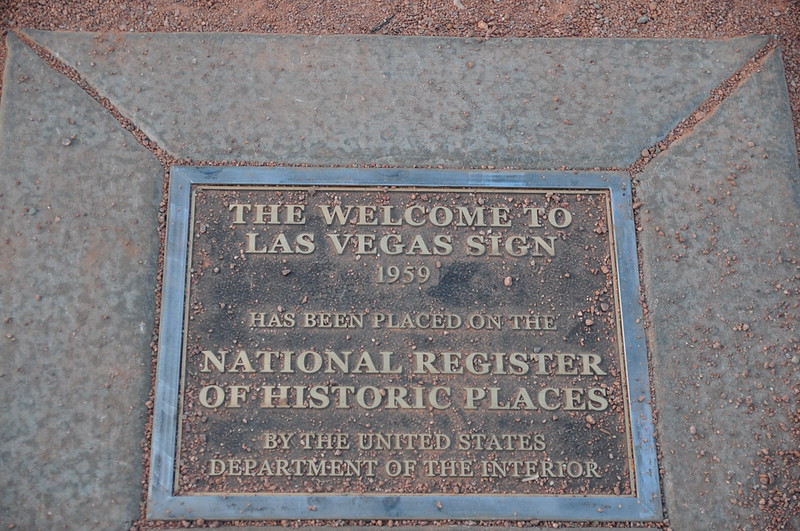 THE WELCOME TO
LAS VEGAS SIGN
1959
HAS BEEN PLACED ON THE
NATIONAL REGISTER
OF HISTORIC PLACES
BY THE UNITED STATES
DEPARTMENT OF THE INTERIOR